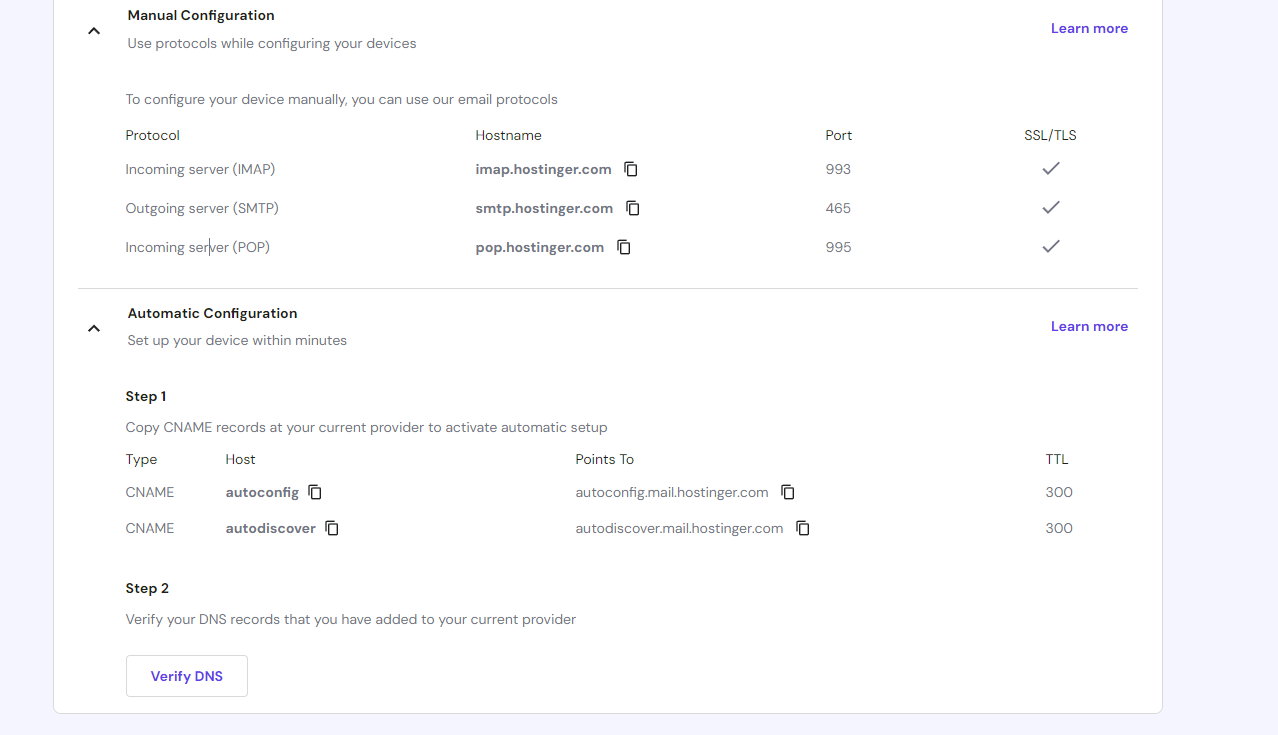 Manual Configuration
Learn more
Use protocols while configuring your devices
To configure your device manually, you can use our email protocols
Protocol Hostname Port SSL/TLS
Incoming server (IMAP) imap.hostinger.com 993
Outgoing server (SMTP) smtp.hostinger.com 465
Incoming server (POP) pop.hostinger.com 995
Automatic Configuration
Learn more
Set up your device within minutes
Step 1
Copy CNAME records at your current provider to activate automatic setup
Type Host Points To TTL
CNAME autoconfig autoconfig.mail.hostinger.com 300
CNAME autodiscover autodiscover.mail.hostinger.com 300
Step 2
Verify your DNS records that you have added to your current provider
Verify DNS